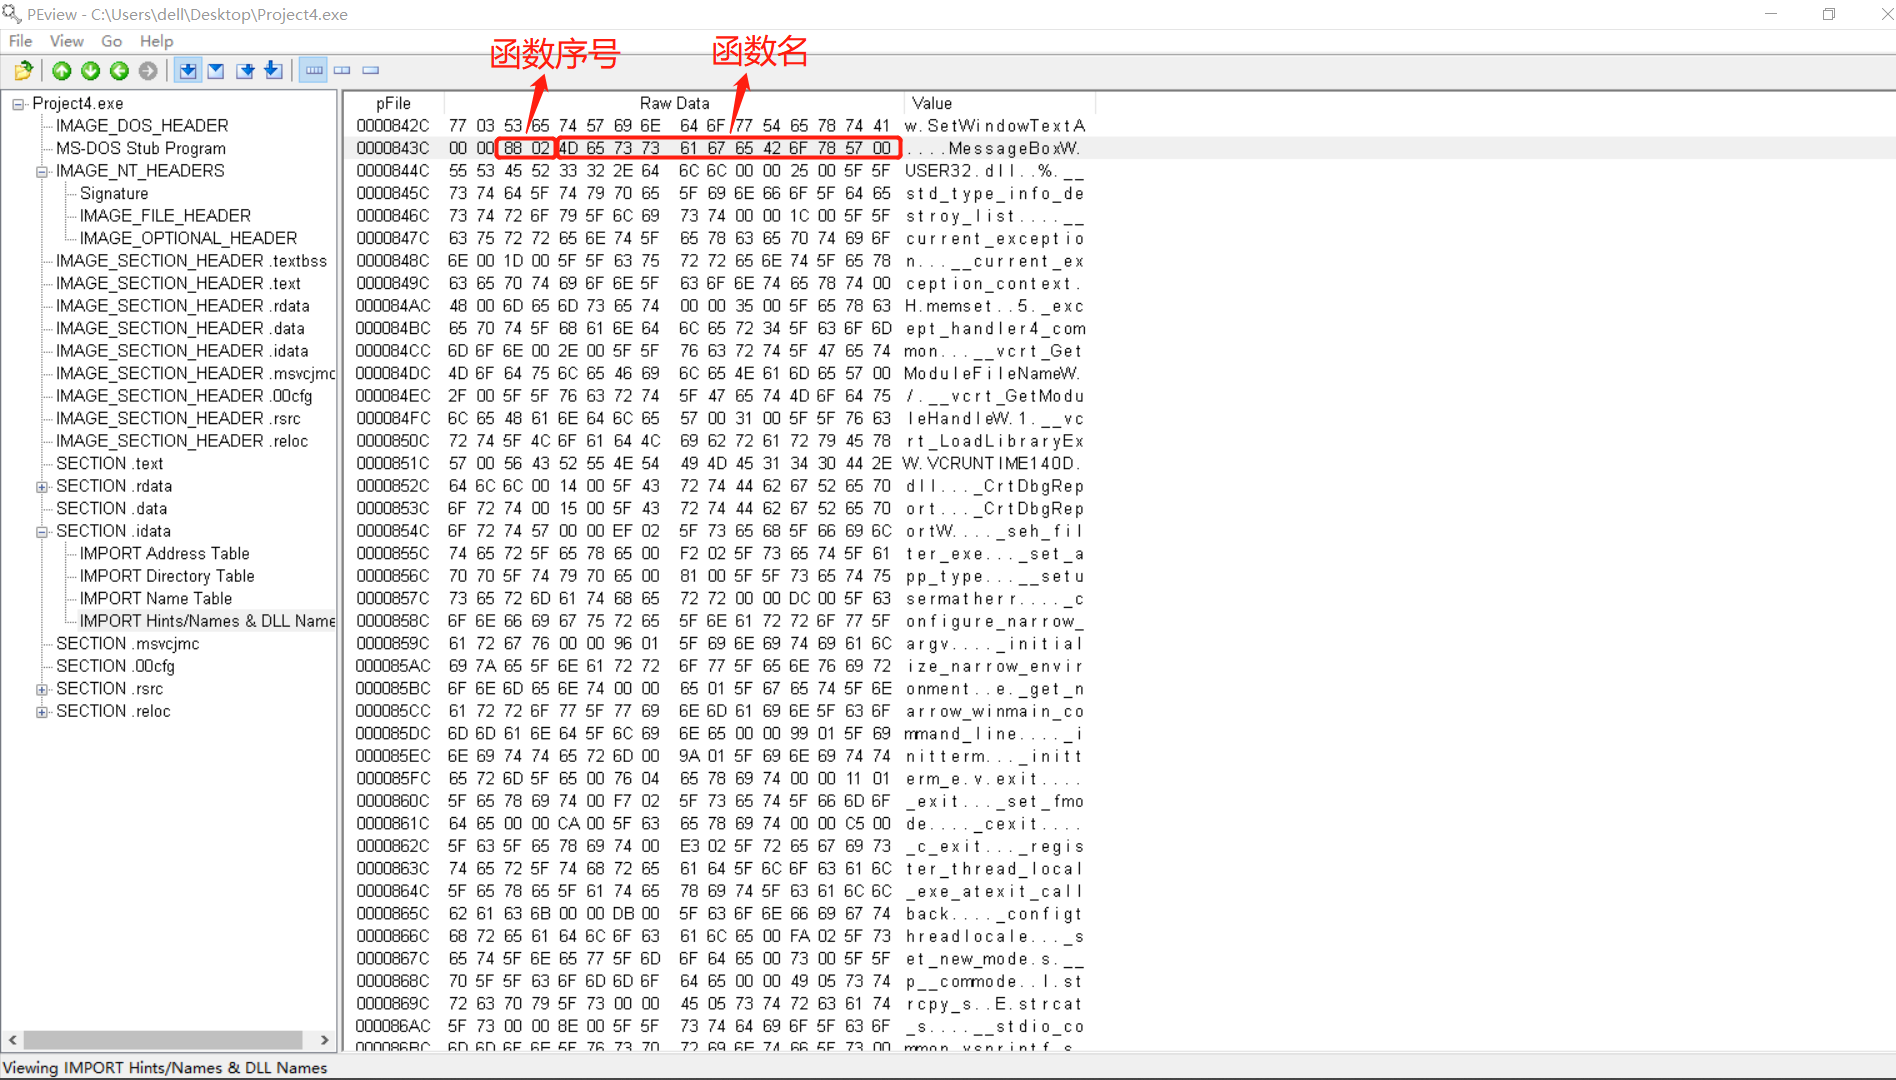 PEview - C:\Users\dell\Desktop\Project4.exe
File View Go Help
函数序号 函数名
Project4.exe
IMAGE_DOS_HEADER
MS-DOS Stub Program
IMAGE_NT_HEADERS
Signature
IMAGE_FILE_HEADER
IMAGE_OPTIONAL_HEADER
IMAGE_SECTION_HEADER .textbss
IMAGE_SECTION_HEADER .text
IMAGE_SECTION_HEADER .rdata
IMAGE_SECTION_HEADER .data
IMAGE_SECTION_HEADER .idata
IMAGE_SECTION_HEADER .msvcjmc
IMAGE_SECTION_HEADER .00cfg
IMAGE_SECTION_HEADER .rsrc
IMAGE_SECTION_HEADER .reloc
SECTION .text
SECTION .rdata
SECTION .data
SECTION .idata
IMPORT Address Table
IMPORT Directory Table
IMPORT Name Table
IMPORT Hints/Names & DLL Name
SECTION .msvcjmc
SECTION .00cfg
SECTION .rsrc
SECTION .reloc
pFile Raw Data Value
0000842C 77 03 53 65 74 57 69 6E 64 6F 77 54 65 78 74 41 w.SetWindowTextA
0000843C 00 00 88 02 4D 65 73 73 61 67 65 42 6F 78 57 00 ....MessageBoxW.
0000844C 55 53 45 52 33 32 2E 64 6C 6C 00 00 25 00 5F 5F USER32.dll..%.__
0000845C 73 74 64 5F 74 79 70 65 5F 69 6E 66 6F 5F 64 65 std_type_info_de
0000846C 73 74 72 6F 79 5F 6C 69 73 74 00 00 1C 00 5F 5F stroy_list....__
0000847C 63 75 72 72 65 6E 74 5F 65 78 63 65 70 74 69 6F current_exceptio
0000848C 6E 00 1D 00 5F 5F 63 75 72 72 65 6E 74 5F 65 78 n...__current_ex
0000849C 63 65 70 74 69 6F 6E 5F 63 6F 6E 74 65 78 74 00 ception_context.
000084AC 48 00 6D 65 6D 73 65 74 00 00 35 00 5F 65 78 63 H.memset..5._exc
000084BC 65 70 74 5F 68 61 6E 64 6C 65 72 34 5F 63 6F 6D ept_handler4_com
000084CC 6D 6F 6E 00 2E 00 5F 5F 76 63 72 74 5F 47 65 74 mon...__vcrt_Get
000084DC 4D 6F 64 75 6C 65 46 69 6C 65 4E 61 6D 65 57 00 ModuleFileNameW.
000084EC 2F 00 5F 5F 76 63 72 74 5F 47 65 74 4D 6F 64 75 /.__vcrt_GetModu
000084FC 6C 65 48 61 6E 64 6C 65 57 00 31 00 5F 5F 76 63 leHandleW.1.__vc
0000850C 72 74 5F 4C 6F 61 64 4C 69 62 72 61 72 79 45 78 rt_LoadLibraryEx
0000851C 57 00 56 43 52 55 4E 54 49 4D 45 31 34 30 44 2E W.VCRUNTIME140D.
0000852C 64 6C 6C 00 14 00 5F 43 72 74 44 62 67 52 65 70 dll..._CrtDbgRep
0000853C 6F 72 74 00 15 00 5F 43 72 74 44 62 67 52 65 70 ort..._CrtDbgRep
0000854C 6F 72 74 57 00 00 EF 02 5F 73 65 68 5F 66 69 6C ortW...._seh_fil
0000855C 74 65 72 5F 65 78 65 00 F2 02 5F 73 65 74 5F 61 ter_exe..._set_a
0000856C 70 70 5F 74 79 70 65 00 81 00 5F 5F 73 65 74 75 pp_type...__setu
0000857C 73 65 72 6D 61 74 68 65 72 72 00 00 DC 00 5F 63 sermatherr...._c
0000858C 6F 6E 66 69 67 75 72 65 5F 6E 61 72 72 6F 77 5F onfigure_narrow_
0000859C 61 72 67 76 00 00 96 01 5F 69 6E 69 74 69 61 6C argv...._initial
000085AC 69 7A 65 5F 6E 61 72 72 6F 77 5F 65 6E 76 69 72 ize_narrow_envir
000085BC 6F 6E 6D 65 6E 74 00 00 65 01 5F 67 65 74 5F 6E onment..e._get_n
000085CC 61 72 72 6F 77 5F 77 69 6E 6D 61 69 6E 5F 63 6F arrow_winmain_co
000085DC 6D 6D 61 6E 64 5F 6C 69 6E 65 00 00 99 01 5F 69 mmand_line...._i
000085EC 6E 69 74 74 65 72 6D 00 9A 01 5F 69 6E 69 74 74 nitterm..._initt
000085FC 65 72 6D 5F 65 00 76 04 65 78 69 74 00 00 11 01 erm_e.v.exit....
0000860C 5F 65 78 69 74 00 F7 02 5F 73 65 74 5F 66 6D 6F _exit..._set_fmo
0000861C 64 65 00 00 CA 00 5F 63 65 78 69 74 00 00 C5 00 de...._cexit....
0000862C 5F 63 5F 65 78 69 74 00 E3 02 5F 72 65 67 69 73 _c_exit..._regis
0000863C 74 65 72 5F 74 68 72 65 61 64 5F 6C 6F 63 61 6C ter_thread_local
0000864C 5F 65 78 65 5F 61 74 65 78 69 74 5F 63 61 6C 6C _exe_atexit_call
0000865C 62 61 63 6B 00 00 DB 00 5F 63 6F 6E 66 69 67 74 back...._configt
0000866C 68 72 65 61 64 6C 6F 63 61 6C 65 00 FA 02 5F 73 hreadlocale..._s
0000867C 65 74 5F 6E 65 77 5F 6D 6F 64 65 00 73 00 5F 5F et_new_mode.s.__
0000868C 70 5F 5F 63 6F 6D 6D 6F 64 65 00 00 49 05 73 74 p__commode..I.st
0000869C 72 63 70 79 5F 73 00 00 45 05 73 74 72 63 61 74 rcpy_s..E.strcat
000086AC 5F 73 00 00 8E 00 5F 5F 73 74 64 69 6F 5F 63 6F _s....__stdio_co
000086BC 6D 6D 6F 6E 5F 76 73 70 72 69 6E 74 66 5F 73 00 mmon_vsprintf_s.
Viewing IMPORT Hints/Names & DLL Names